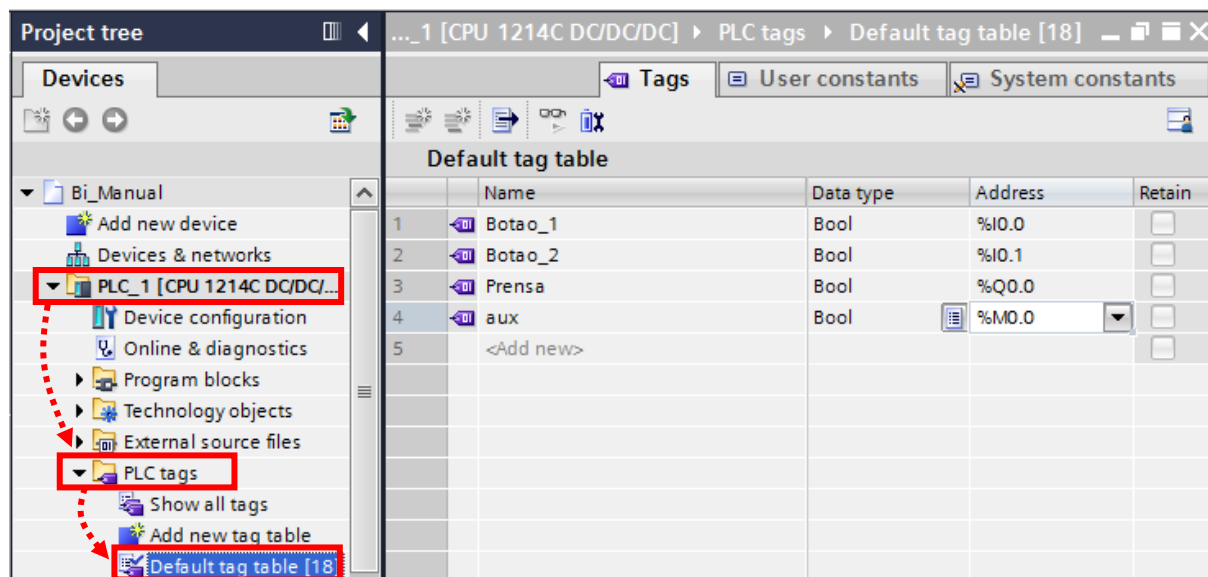 Project tree
..._1 [CPU 1214C DC/DC/DC] PLC tags Default tag table [18]
Devices
Tags User constants System constants
Default tag table
Name Data type Address Retain
1 Botao_1 Bool %I0.0
2 Botao_2 Bool %I0.1
3 Prensa Bool %Q0.0
4 aux Bool %M0.0
5 <Add new>
Bi_Manual
Add new device
Devices & networks
PLC_1 [CPU 1214C DC/DC/...
Device configuration
Online & diagnostics
Program blocks
Technology objects
External source files
PLC tags
Show all tags
Add new tag table
Default tag table [18]